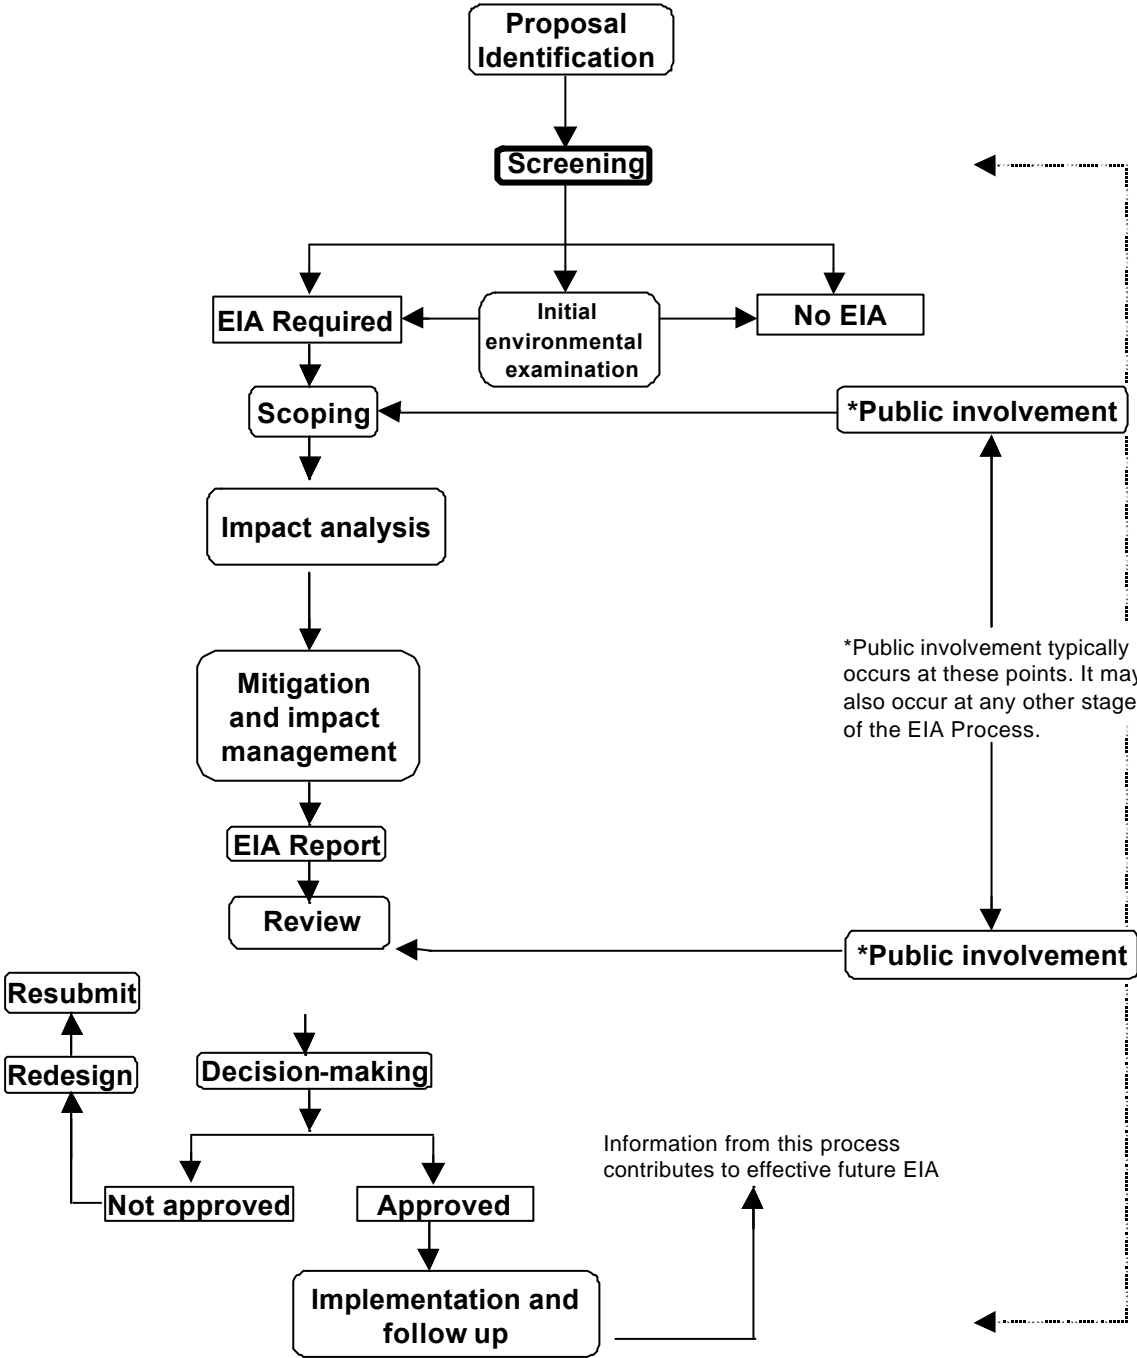 Proposal
Identification
Screening
EIA Required
Initial
environmental
examination
No EIA
Scoping
*Public involvement
Impact analysis
*Public involvement typically
occurs at these points. It may
also occur at any other stage
of the EIA Process.
Mitigation
and impact
management
EIA Report
Review
*Public involvement
Resubmit
Redesign
Decision-making
Information from this process
contributes to effective future EIA
Not approved
Approved
Implementation and
follow up